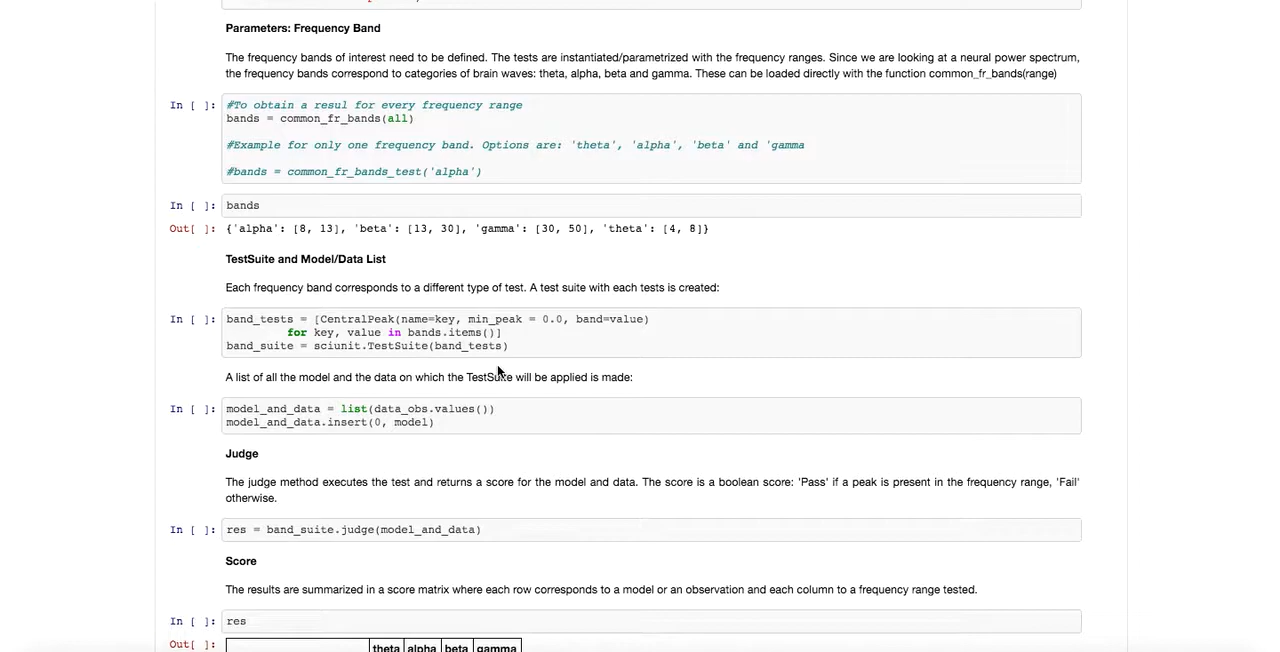 Parameters: Frequency Band
The frequency bands of interest need to be defined. The tests are instantiated/parametrized with the frequency ranges. Since we are looking at a neural power spectrum,
the frequency bands correspond to categories of brain waves: theta, alpha, beta and gamma. These can be loaded directly with the function common_fr_bands(range)
In [ ]: #To obtain a resul for every frequency range
bands = common_fr_bands(all)
#Example for only one frequency band. Options are: 'theta', 'alpha', 'beta' and 'gamma
#bands = common_fr_bands_test('alpha')
In [ ]: bands
Out[ ]: {'alpha': [8, 13], 'beta': [13, 30], 'gamma': [30, 50], 'theta': [4, 8]}
TestSuite and Model/Data List
Each frequency band corresponds to a different type of test. A test suite with each tests is created:
In [ ]: band_tests = [CentralPeak(name=key, min_peak = 0.0, band=value)
for key, value in bands.items()]
band_suite = sciunit.TestSuite(band_tests)
A list of all the model and the data on which the TestSuite will be applied is made:
In [ ]: model_and_data = list(data_obs.values())
model_and_data.insert(0, model)
Judge
The judge method executes the test and returns a score for the model and data. The score is a boolean score: 'Pass' if a peak is present in the frequency range, 'Fail'
otherwise.
In [ ]: res = band_suite.judge(model_and_data)
Score
The results are summarized in a score matrix where each row corresponds to a model or an observation and each column to a frequency range tested.
In [ ]: res
Out[ ]: theta alpha beta gamma